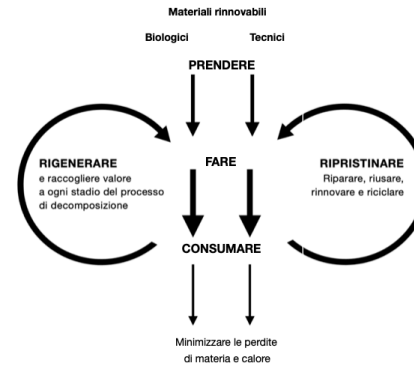 Materiali rinnovabili
Biologici Tecnici
PRENDERE
FARE
RIGENERARE
e raccogliere valore
a ogni stadio del processo
di decomposizione
RIPRISTINARE
Riparare, riusare,
rinnovare e riciclare
CONSUMARE
Minimizzare le perdite
di materia e calore